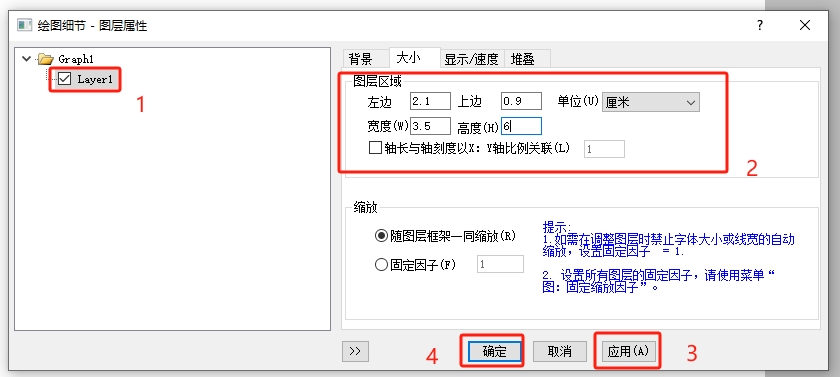 绘图细节 - 图层属性
? ×
Graph1
Layer1
1
背景 大小 显示/速度 堆叠
图层区域
左边 2.1 上边 0.9 单位(U) 厘米
宽度(W) 3.5 高度(H) 6
轴长与轴刻度以X: Y轴比例关联(L) 1
2
缩放
随图层框架一同缩放(R)
固定因子(F) 1
提示:
1.如需在调整图层时禁止字体大小或线宽的自动
缩放，设置固定因子 = 1.
2. 设置所有图层的固定因子，请使用菜单“
图: 固定缩放因子”。
>> 4 确定 取消 应用(A) 3